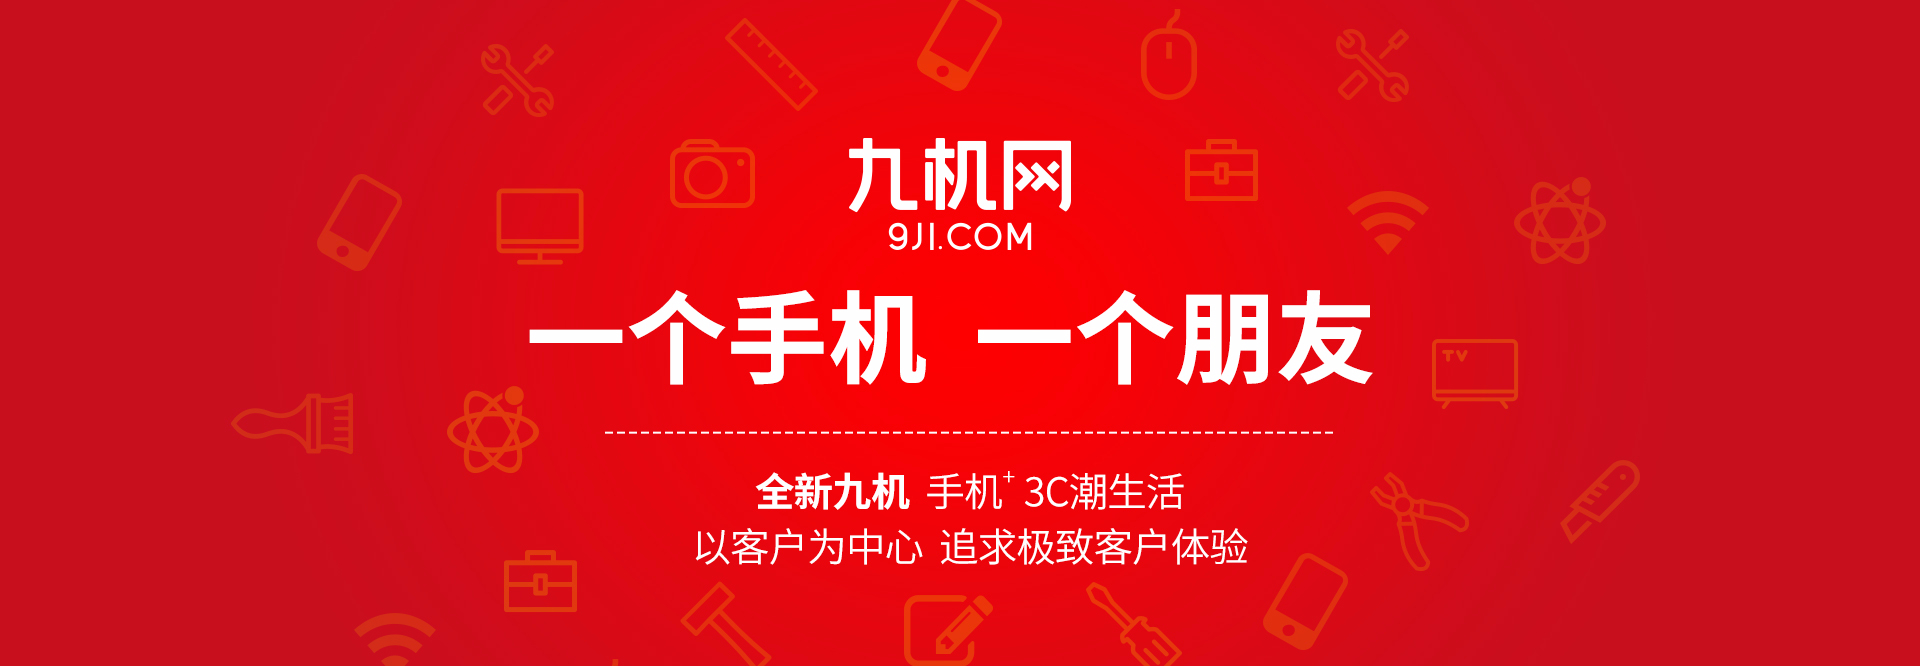 九机网
9JI.COM
一个手机 一个朋友
TV
全新九机 手机+ 3C潮生活
以客户为中心 追求极致客户体验